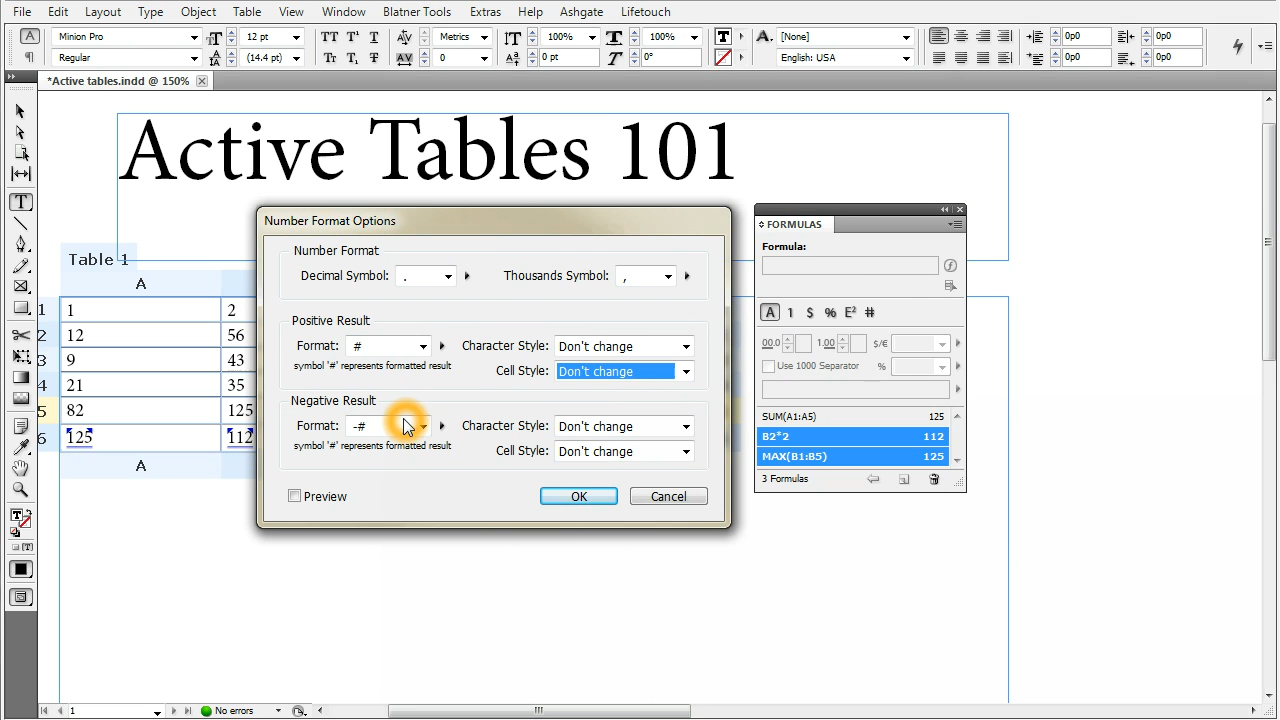 File Edit Layout Type Object Table View Window Blatner Tools Extras Help Ashgate Lifetouch
Minion Pro 12 pt Metrics 100% 100% [None] 0p0 0p0
Regular (14.4 pt) 0 0 pt 0° English: USA 0p0 0p0
*Active tables.indd @ 150%
Active Tables 101
Table 1
A
1 1 2
2 12 56
3 9 43
4 21 35
5 82 125
6 125 112
A
Number Format Options
Number Format
Decimal Symbol: . Thousands Symbol: ,
Positive Result
Format: # Character Style: Don't change
symbol '#' represents formatted result
Cell Style: Don't change
Negative Result
Format: -# Character Style: Don't change
symbol '#' represents formatted result
Cell Style: Don't change
Preview OK Cancel
FORMULAS
Formula:
A 1 $ % E² #
00.0 1.00 $/€
Use 1000 Separator %
SUM(A1:A5) 125
B2*2 112
MAX(B1:B5) 125
3 Formulas
1 No errors